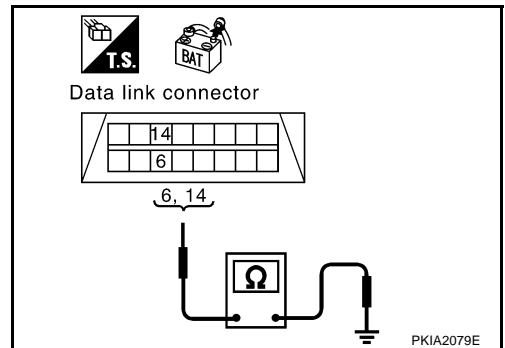 T.S.
BAT
Data link connector
14
6
6, 14
Ω
PKIA2079E